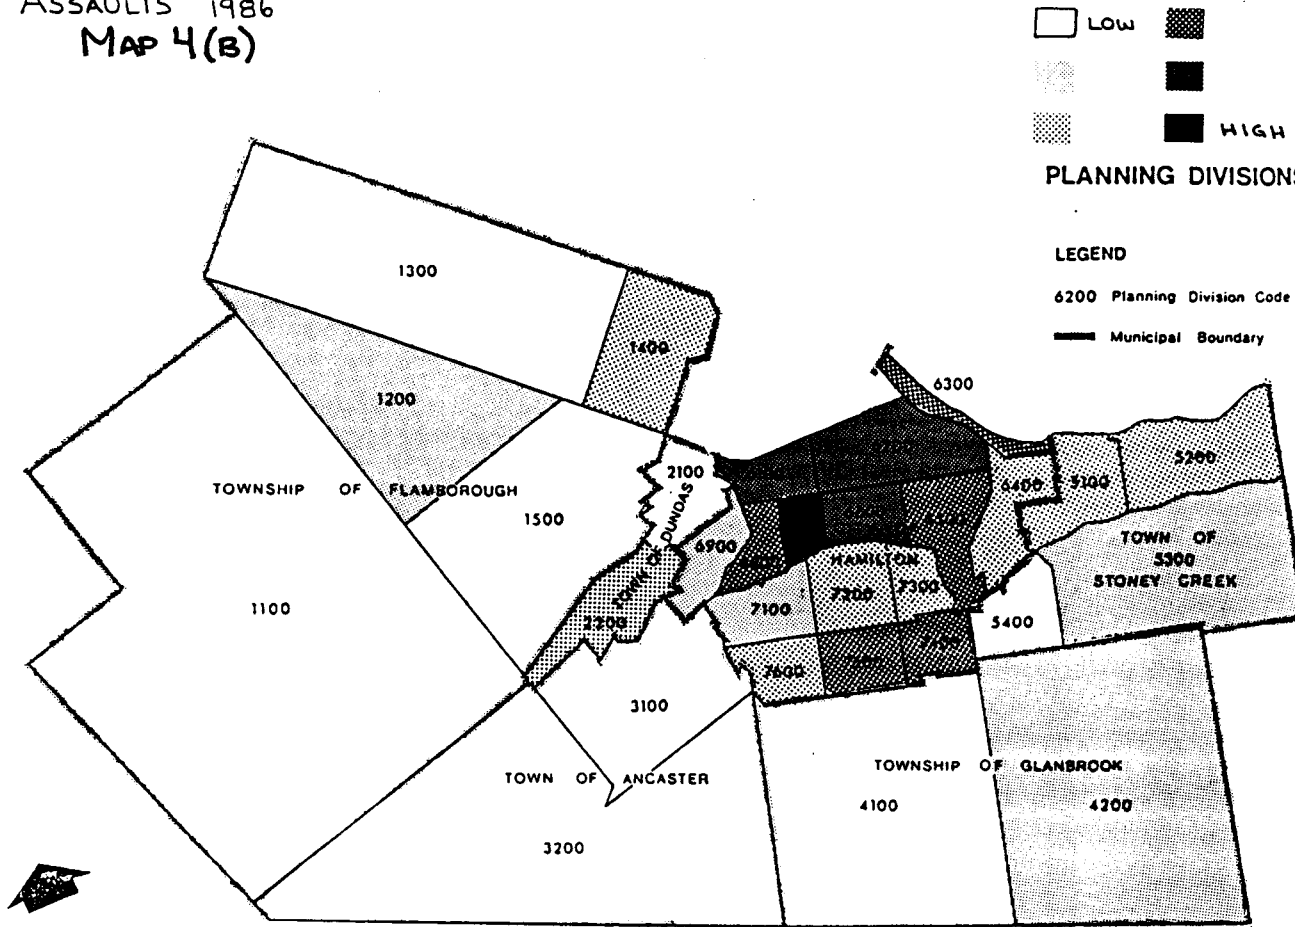 ASSAULTS 1986
MAP 4(B)
LOW
HIGH
PLANNING DIVISIONS
LEGEND
6200 Planning Division Code
Municipal Boundary
1300
1400
6300
1200
5200
2100
6400
5100
TOWNSHIP OF FLAMBOROUGH
1500
TOWN OF DUNDAS
6900
TOWN OF
5300
STONEY CREEK
HAMILTON
7300
7200
7100
1100
2200
5400
7600
3100
TOWN OF ANCASTER
TOWNSHIP OF GLANBROOK
4100
4200
3200